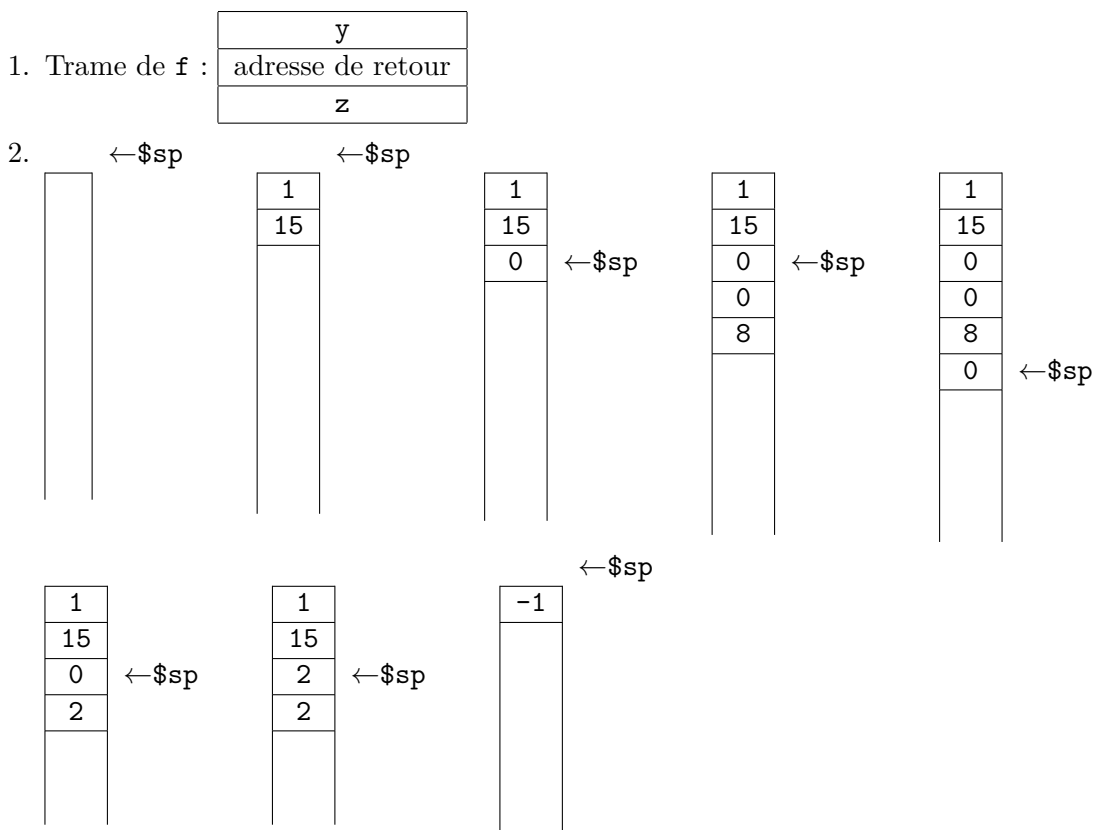 y
1. Trame de f : adresse de retour
z
2. ←$sp ←$sp
1 1 1 1
15 15 15 15
0 ←$sp 0 ←$sp 0
0 0
8 8
0 ←$sp
←$sp
1 1 -1
15 15
0 ←$sp 2 ←$sp
2 2